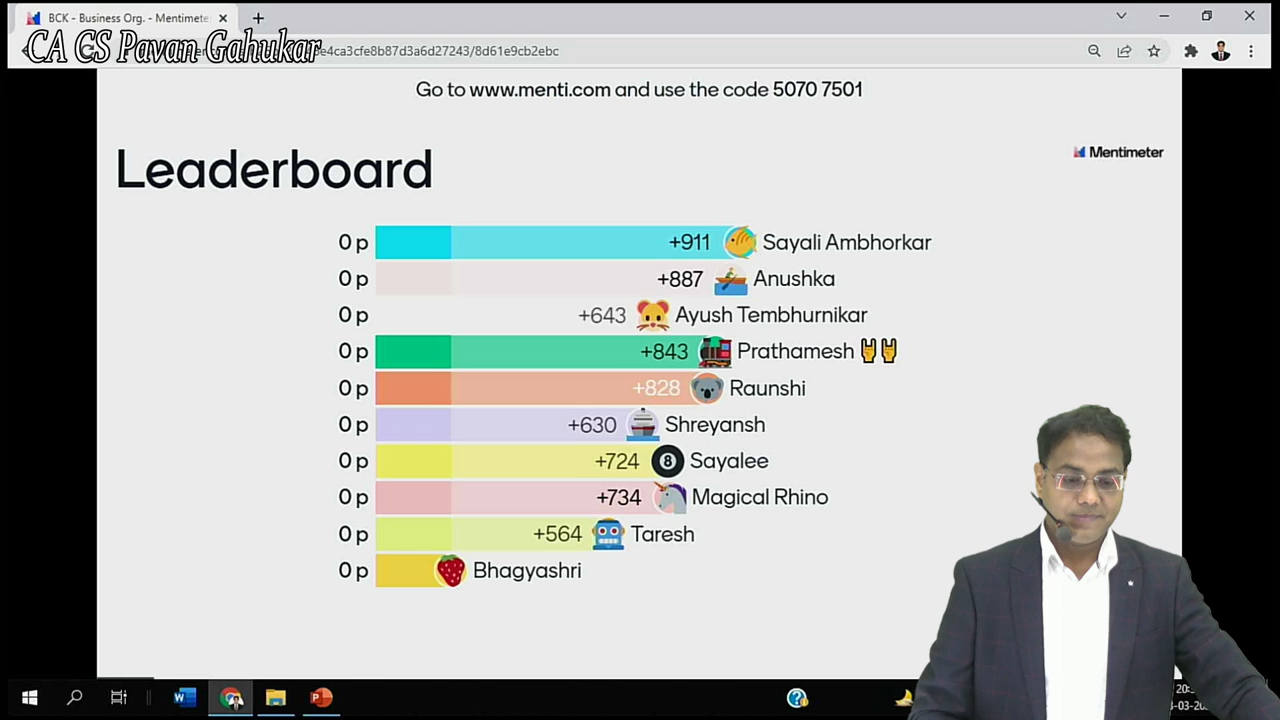 BCK - Business Org. - Mentimete
CA CS Pavan Gahukar
e4ca3cfe8b87d3a6d27243/8d61e9cb2ebc
Go to www.menti.com and use the code 5070 7501
Mentimeter
Leaderboard
0 p +911 Sayali Ambhorkar
0 p +887 Anushka
0 p +643 Ayush Tembhurnikar
0 p +843 Prathamesh 🤘🤘
0 p +828 Raunshi
0 p +630 Shreyansh
0 p +724 8 Sayalee
0 p +734 Magical Rhino
0 p +564 Taresh
0 p Bhagyashri